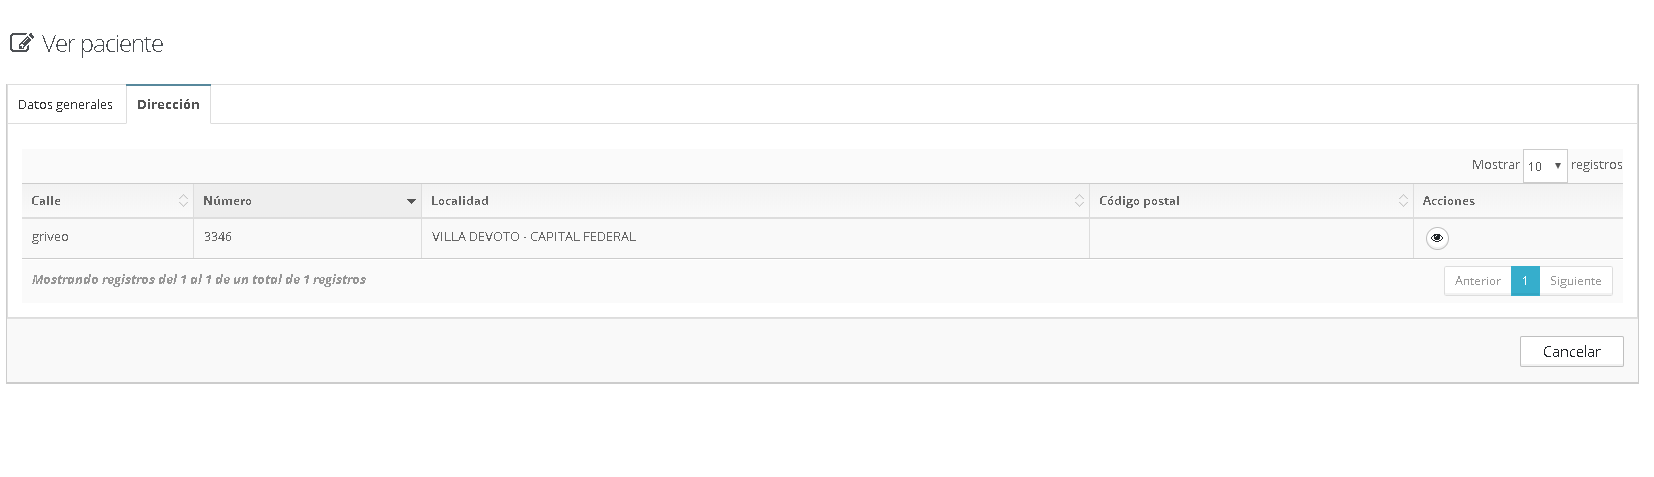 Ver paciente
Datos generales Dirección
Mostrar 10 registros
Calle Número Localidad Código postal Acciones
griveo 3346 VILLA DEVOTO - CAPITAL FEDERAL
Mostrando registros del 1 al 1 de un total de 1 registros Anterior 1 Siguiente
Cancelar